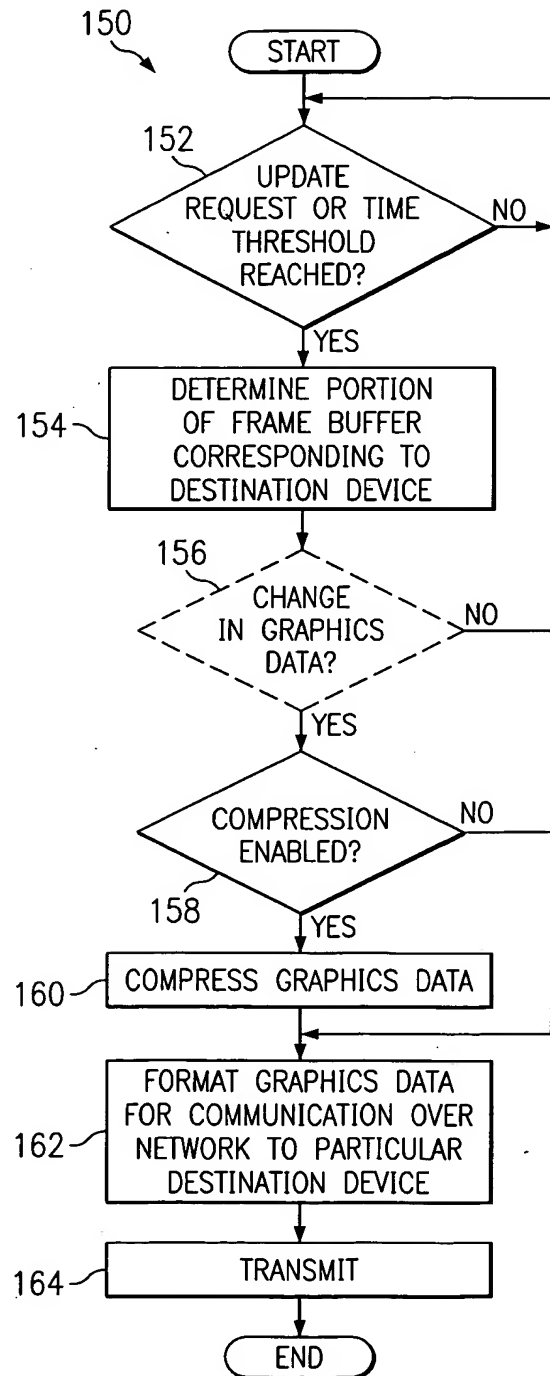 150
START
152
UPDATE
REQUEST OR TIME
THRESHOLD
REACHED?
NO
YES
154
DETERMINE PORTION
OF FRAME BUFFER
CORRESPONDING TO
DESTINATION DEVICE
156
CHANGE
IN GRAPHICS
DATA?
NO
YES
COMPRESSION
ENABLED?
NO
158
YES
160
COMPRESS GRAPHICS DATA
FORMAT GRAPHICS DATA
FOR COMMUNICATION OVER
162
NETWORK TO PARTICULAR
DESTINATION DEVICE
164
TRANSMIT
END